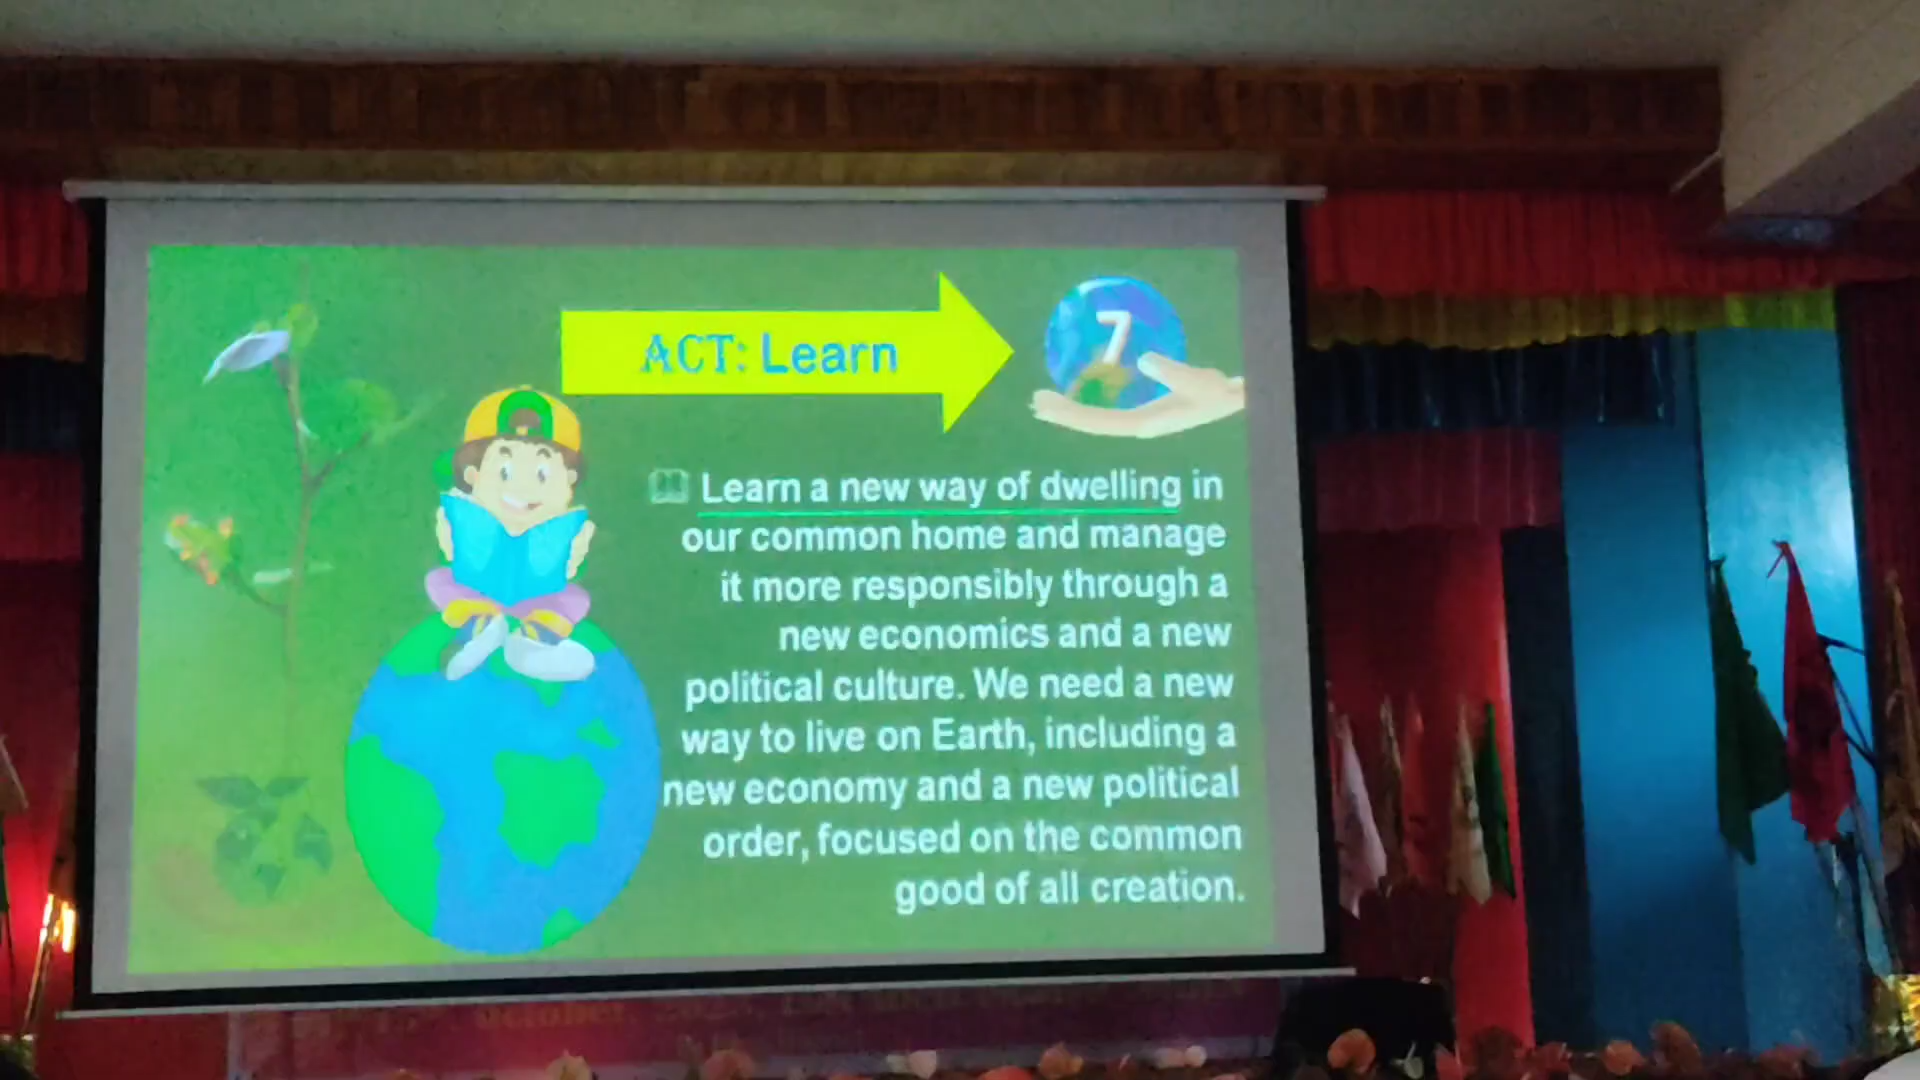 ACT: Learn
7
Learn a new way of dwelling in
our common home and manage
it more responsibly through a
new economics and a new
political culture. We need a new
way to live on Earth, including a
new economy and a new political
order, focused on the common
good of all creation.